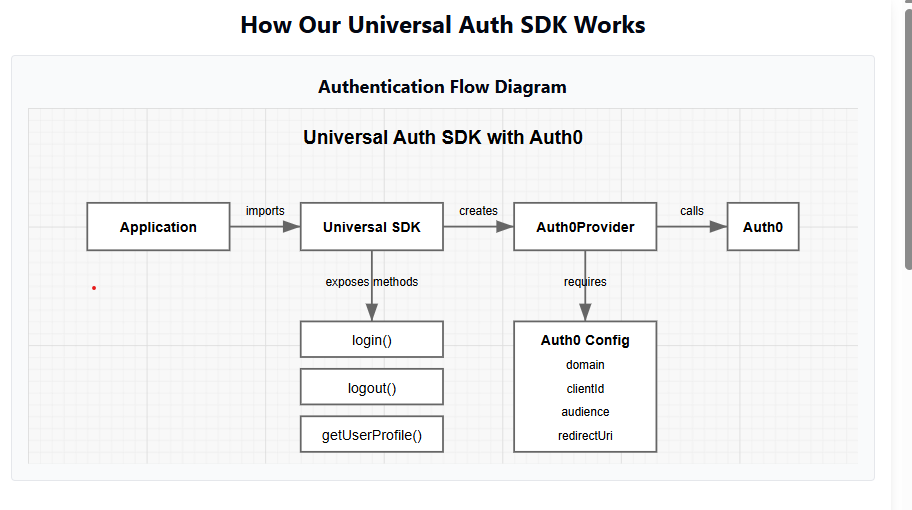 How Our Universal Auth SDK Works
Authentication Flow Diagram
Universal Auth SDK with Auth0
Application
imports
Universal SDK
creates
Auth0Provider
calls
Auth0
exposes methods
requires
login()
logout()
getUserProfile()
Auth0 Config
domain
clientId
audience
redirectUri